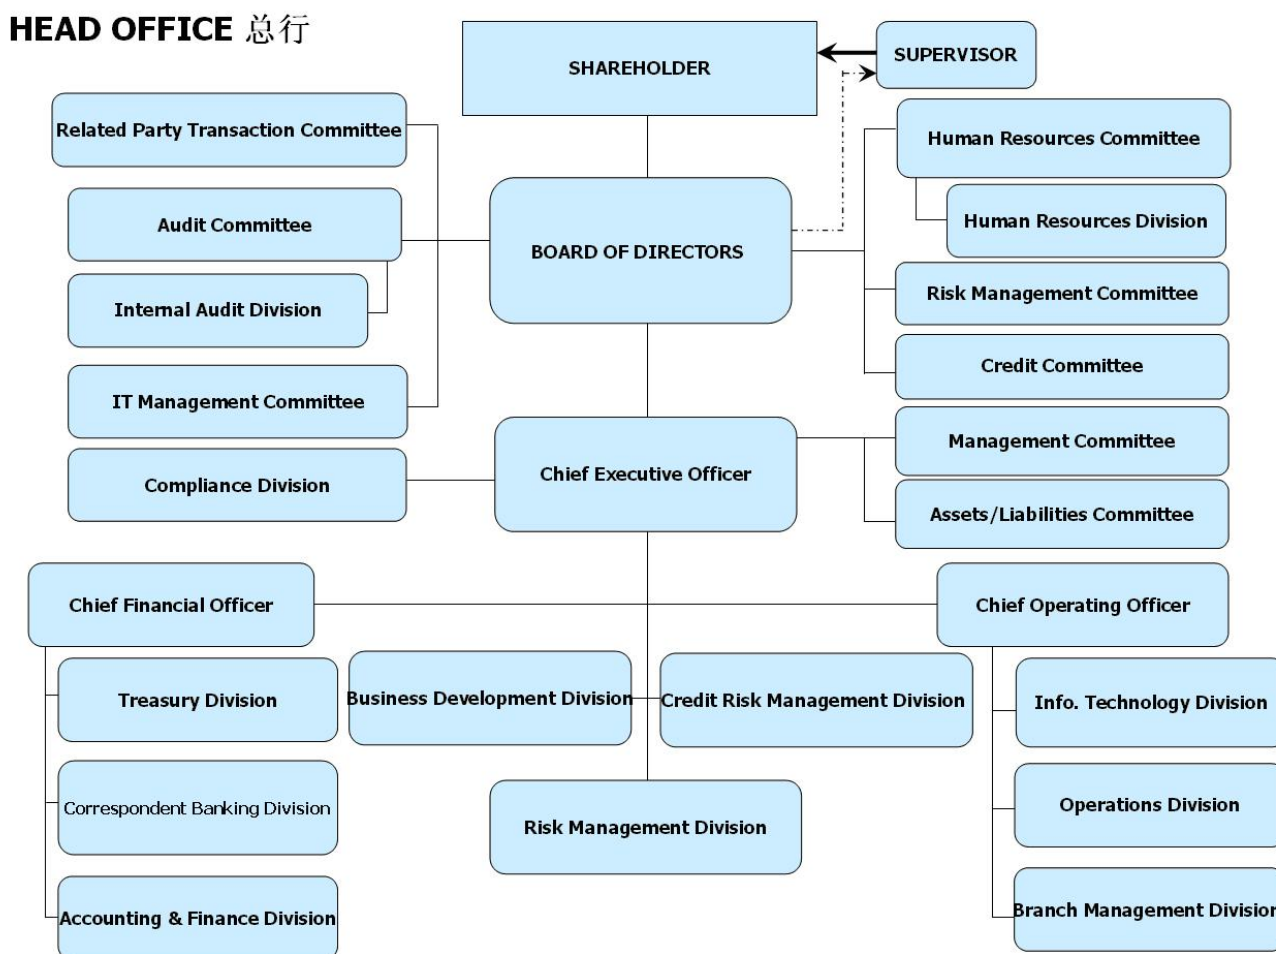 HEAD OFFICE 总行
SHAREHOLDER
SUPERVISOR
Related Party Transaction Committee
Human Resources Committee
Audit Committee
Human Resources Division
BOARD OF DIRECTORS
Internal Audit Division
Risk Management Committee
IT Management Committee
Credit Committee
Chief Executive Officer
Management Committee
Compliance Division
Assets/Liabilities Committee
Chief Financial Officer
Chief Operating Officer
Treasury Division
Business Development Division
Credit Risk Management Division
Info. Technology Division
Correspondent Banking Division
Risk Management Division
Operations Division
Accounting & Finance Division
Branch Management Division